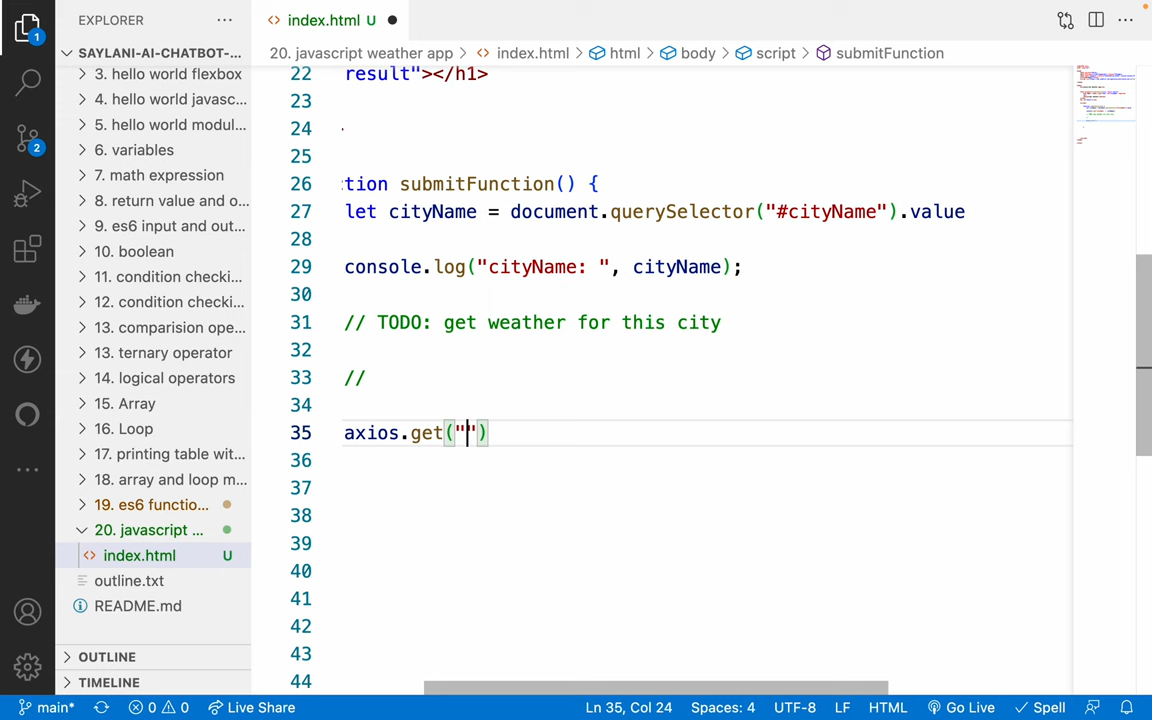 EXPLORER
index.html U
1
SAYLANI-AI-CHATBOT-...
20. javascript weather app > index.html > html > body > script > submitFunction
3. hello world flexbox
4. hello world javasc...
5. hello world modul...
6. variables
7. math expression
8. return value and o...
9. es6 input and out...
10. boolean
11. condition checki...
12. condition checki...
13. comparision ope...
13. ternary operator
14. logical operators
15. Array
16. Loop
17. printing table wit...
18. array and loop m...
19. es6 functio...
20. javascript ...
index.html U
outline.txt
README.md
OUTLINE
TIMELINE
2
22 result"></h1>
23
24
25
26 ction submitFunction() {
27 let cityName = document.querySelector("#cityName").value
28
29 console.log("cityName: ", cityName);
30
31 // TODO: get weather for this city
32
33 //
34
35 axios.get("")
36
37
38
39
40
41
42
43
44
main* 0 0 Live Share Ln 35, Col 24 Spaces: 4 UTF-8 LF HTML Go Live Spell